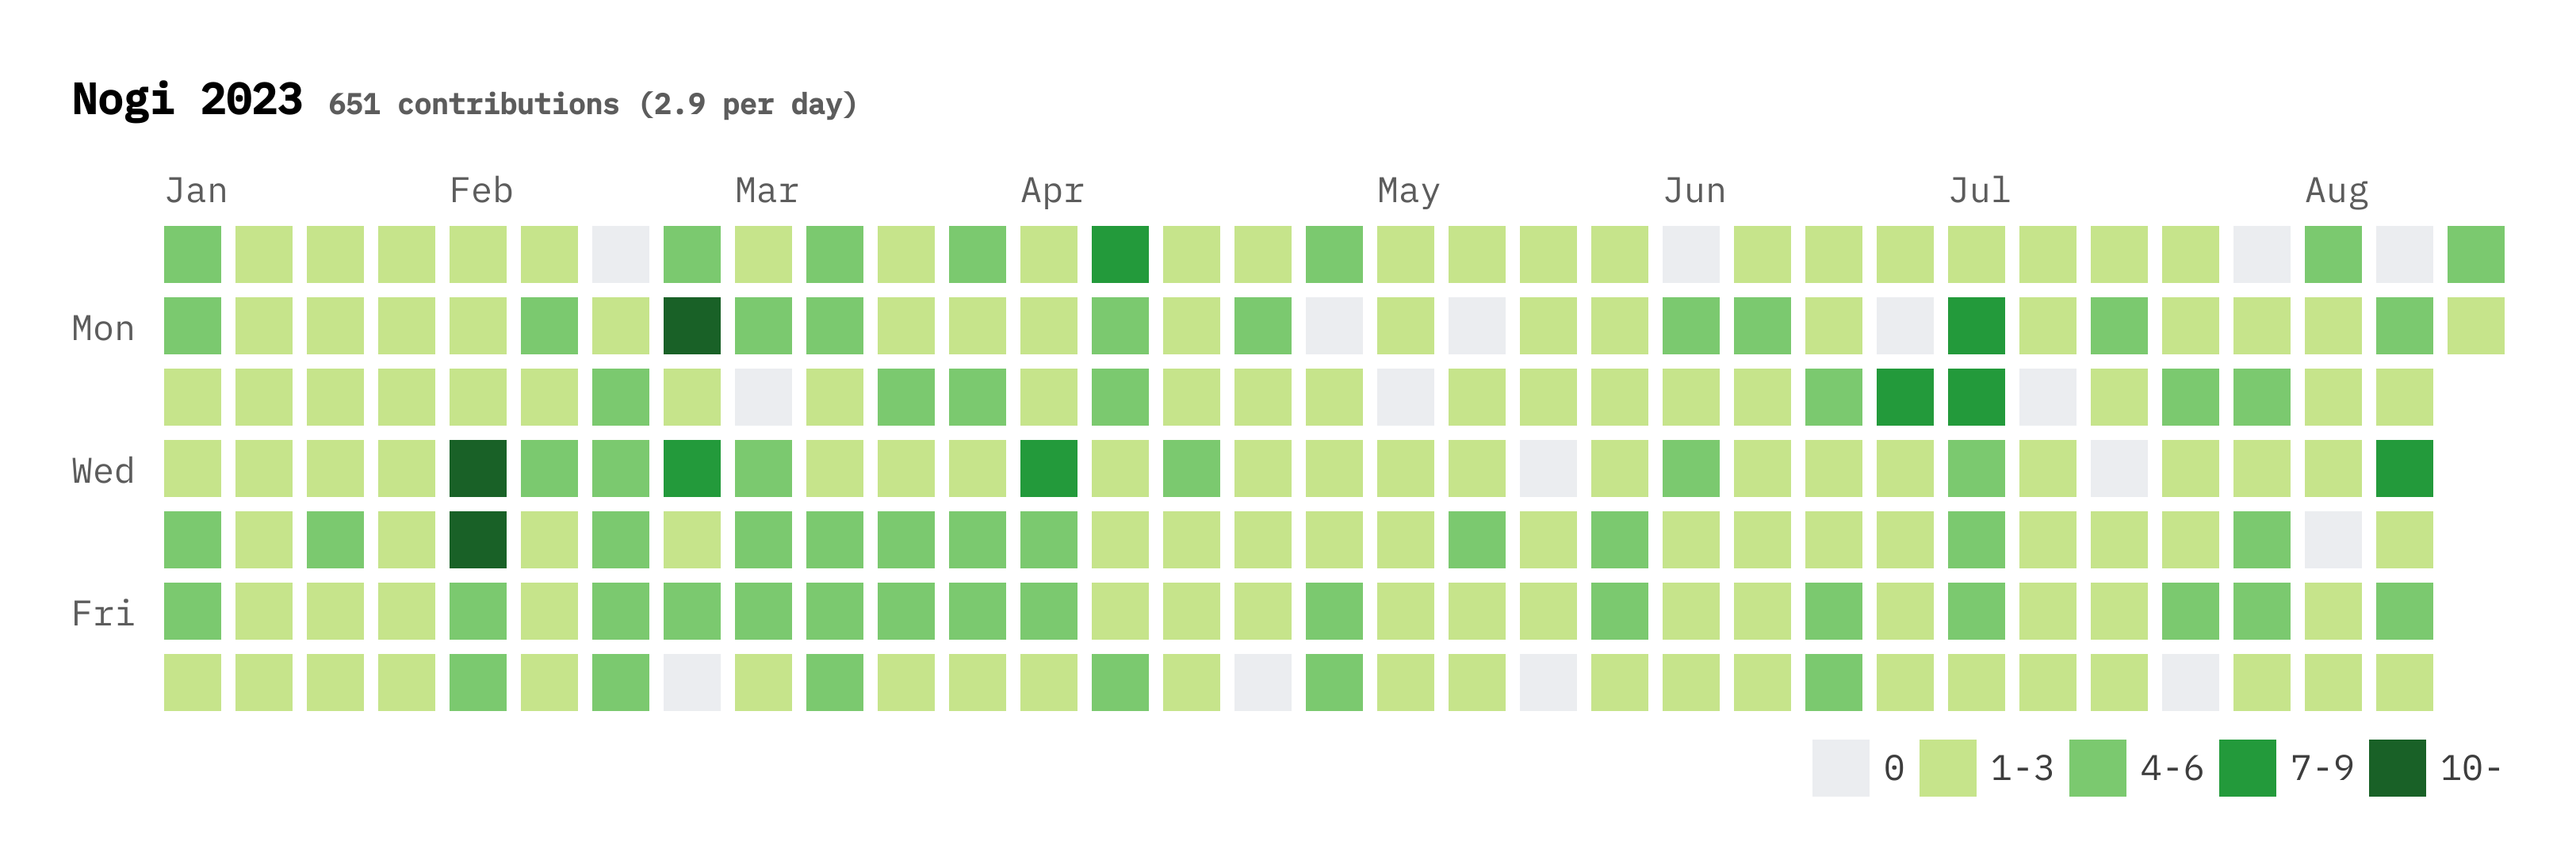 Nogi 2023 651 contributions (2.9 per day)
Jan Feb Mar Apr May Jun Jul Aug
Mon
Wed
Fri
0 1-3 4-6 7-9 10-